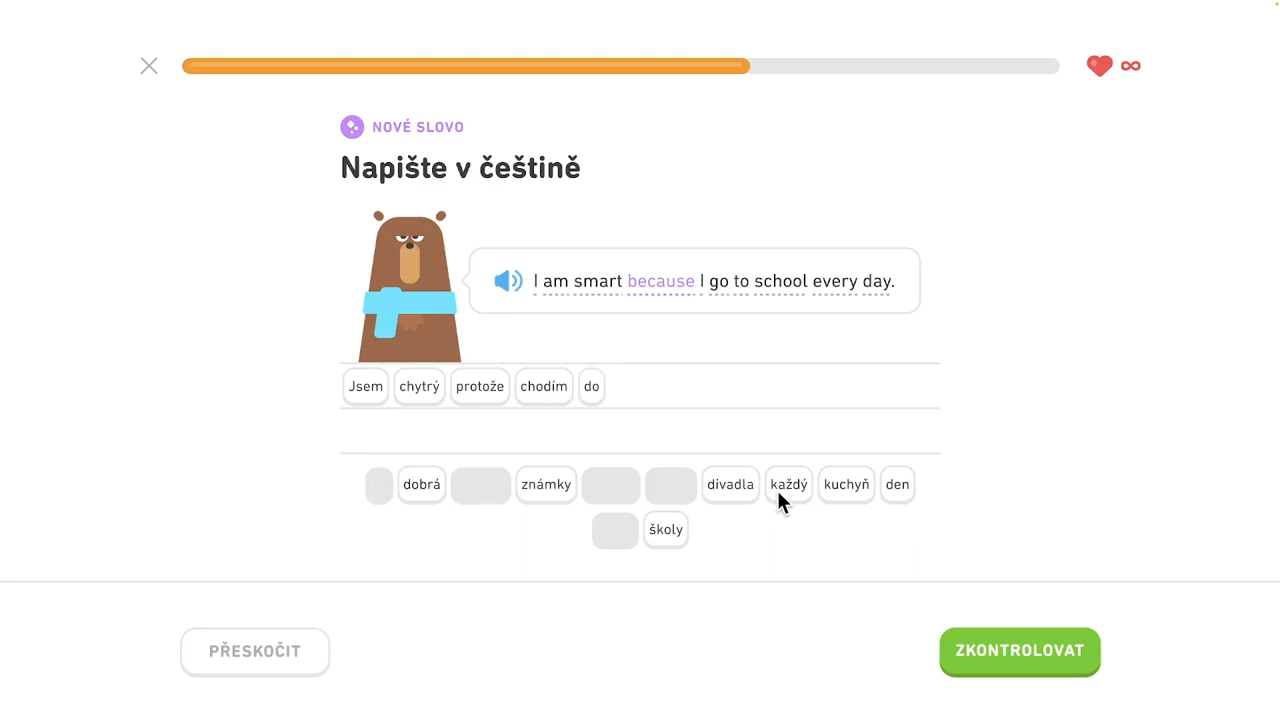 NOVÉ SLOVO
Napište v češtině
I am smart because I go to school every day.
Jsem chytrý protože chodím do
dobrá známky divadla každý kuchyň den
školy
PŘESKOČIT
ZKONTROLOVAT